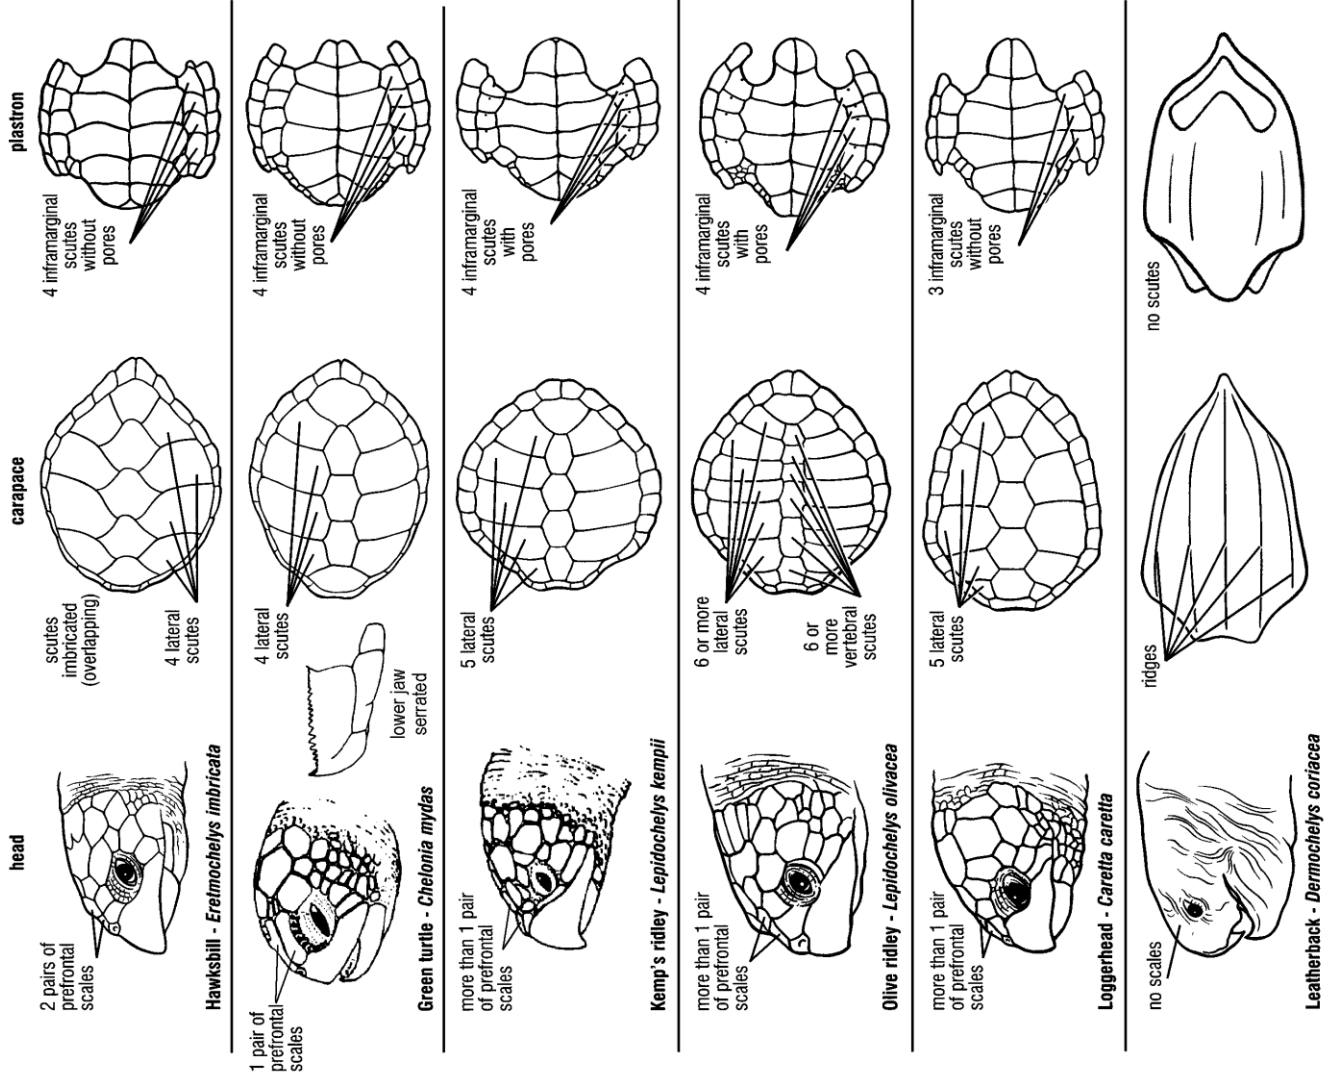 head
carapace
plastron
2 pairs of
prefrontal
scales
scutes
imbricated
(overlapping)
4 lateral
scutes
4 inframarginal
scutes
without
pores
Hawksbill - Eretmochelys imbricata
1 pair of
prefrontal
scales
lower jaw
serrated
4 lateral
scutes
4 inframarginal
scutes
without
pores
Green turtle - Chelonia mydas
more than 1 pair
of prefrontal
scales
5 lateral
scutes
4 inframarginal
scutes
with
pores
Kemp's ridley - Lepidochelys kempii
more than 1 pair
of prefrontal
scales
6 or more
lateral
scutes
6 or
more
vertebral
scutes
4 inframarginal
scutes
with
pores
Olive ridley - Lepidochelys olivacea
more than 1 pair
of prefrontal
scales
5 lateral
scutes
3 inframarginal
scutes
without
pores
Loggerhead - Caretta caretta
no scales
ridges
no scutes
Leatherback - Dermochelys coriacea